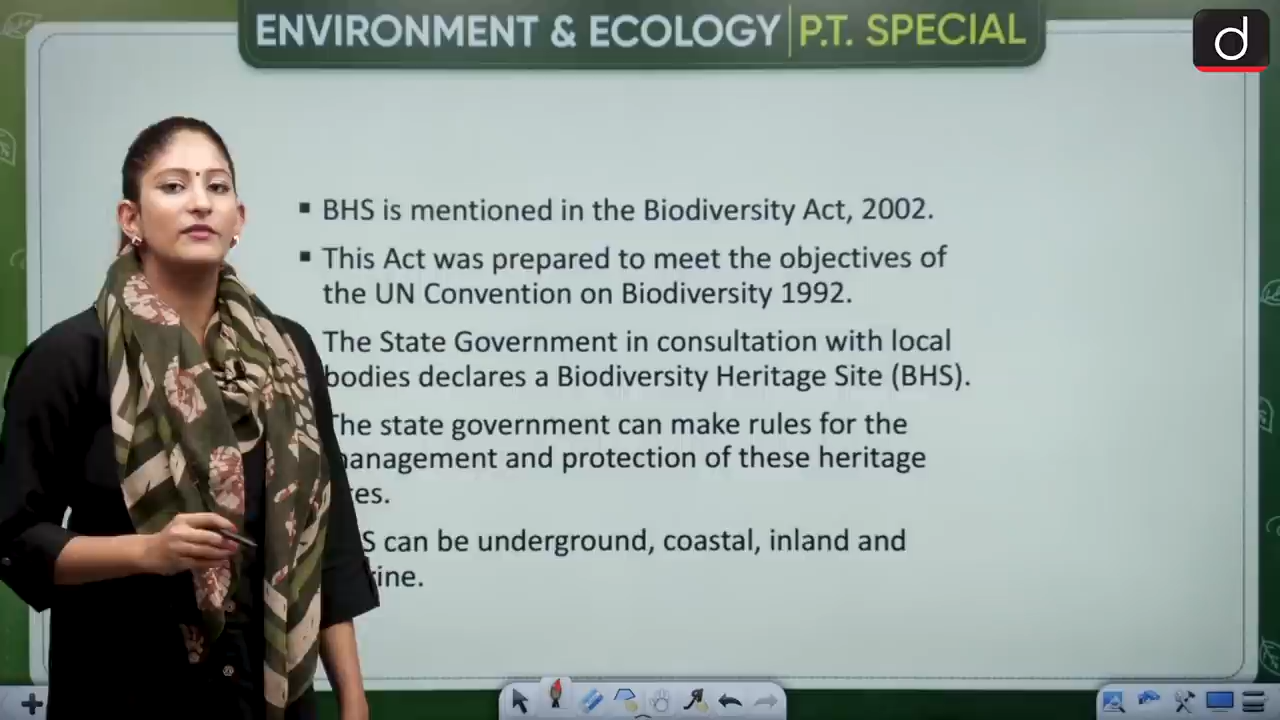 ENVIRONMENT & ECOLOGY P.T. SPECIAL
d
BHS is mentioned in the Biodiversity Act, 2002.
This Act was prepared to meet the objectives of
the UN Convention on Biodiversity 1992.
The State Government in consultation with local
bodies declares a Biodiversity Heritage Site (BHS).
The state government can make rules for the
management and protection of these heritage
can be underground, coastal, inland and